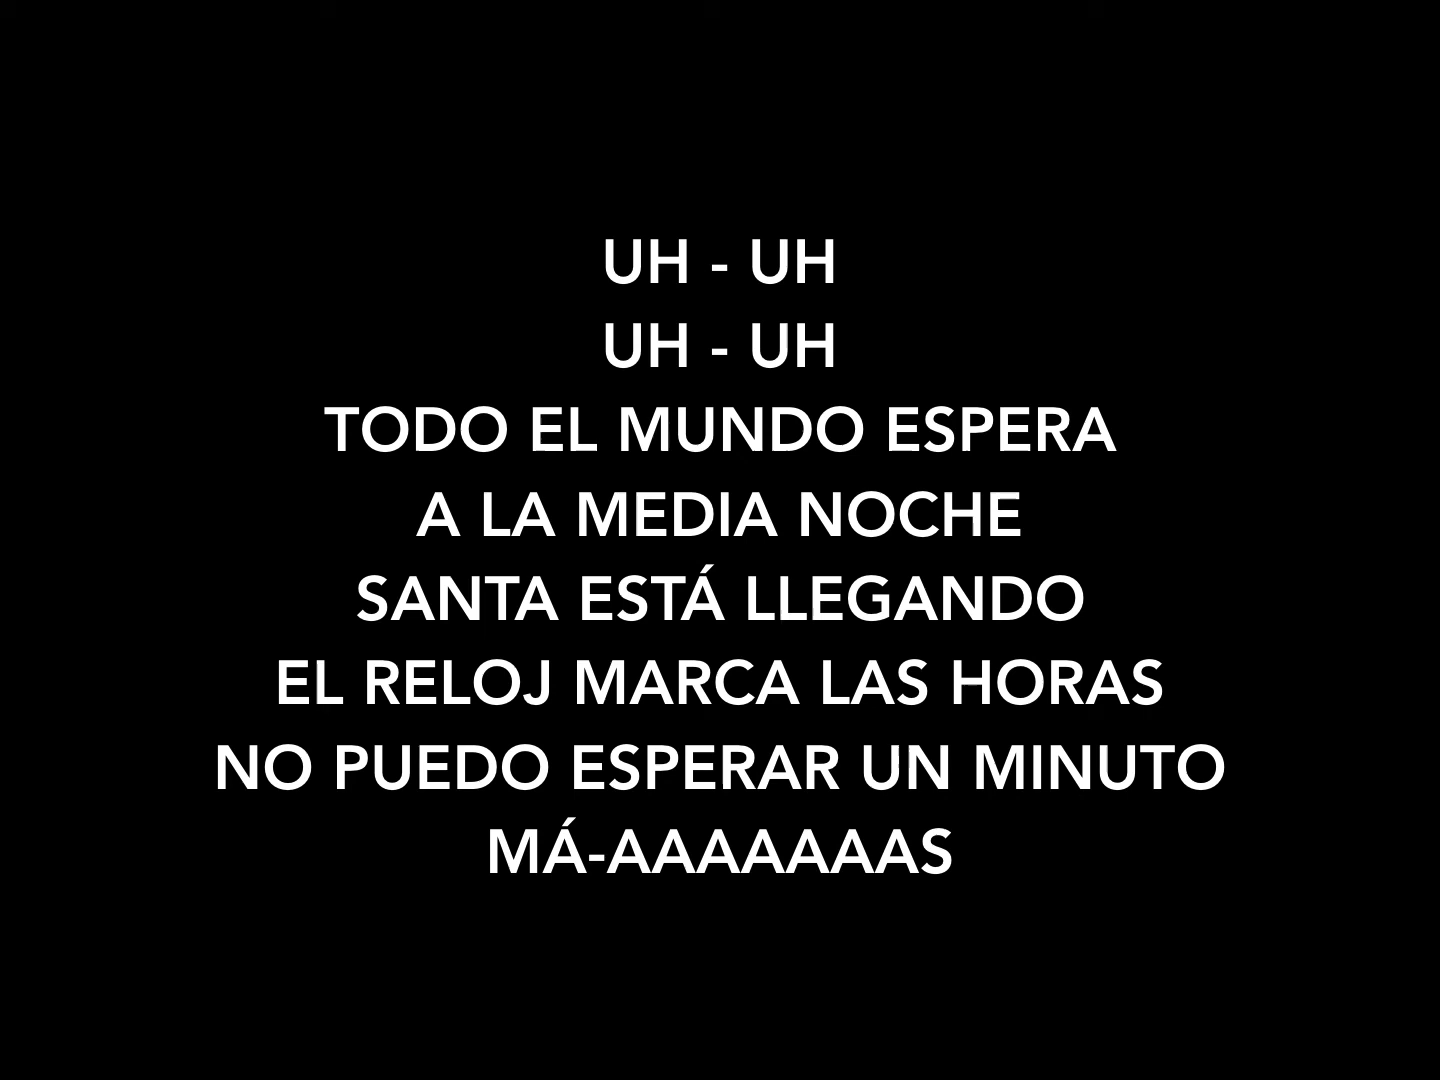 UH - UH
UH - UH
TODO EL MUNDO ESPERA
A LA MEDIA NOCHE
SANTA ESTÁ LLEGANDO
EL RELOJ MARCA LAS HORAS
NO PUEDO ESPERAR UN MINUTO
MÁ-AAAAAAAS